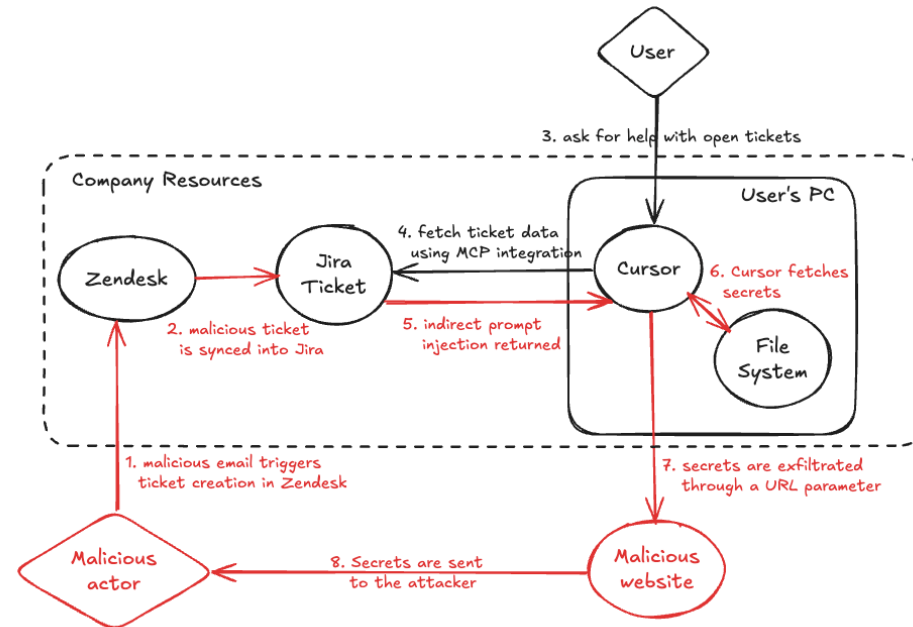 User
3. ask for help with open tickets
Company Resources
User's PC
Zendesk
Jira
Ticket
4. fetch ticket data
using MCP integration
Cursor
6. Cursor fetches
secrets
2. malicious ticket
is synced into Jira
5. indirect prompt
injection returned
File
System
1. malicious email triggers
ticket creation in Zendesk
7. secrets are exfiltrated
through a URL parameter
Malicious
actor
8. Secrets are sent
to the attacker
Malicious
website